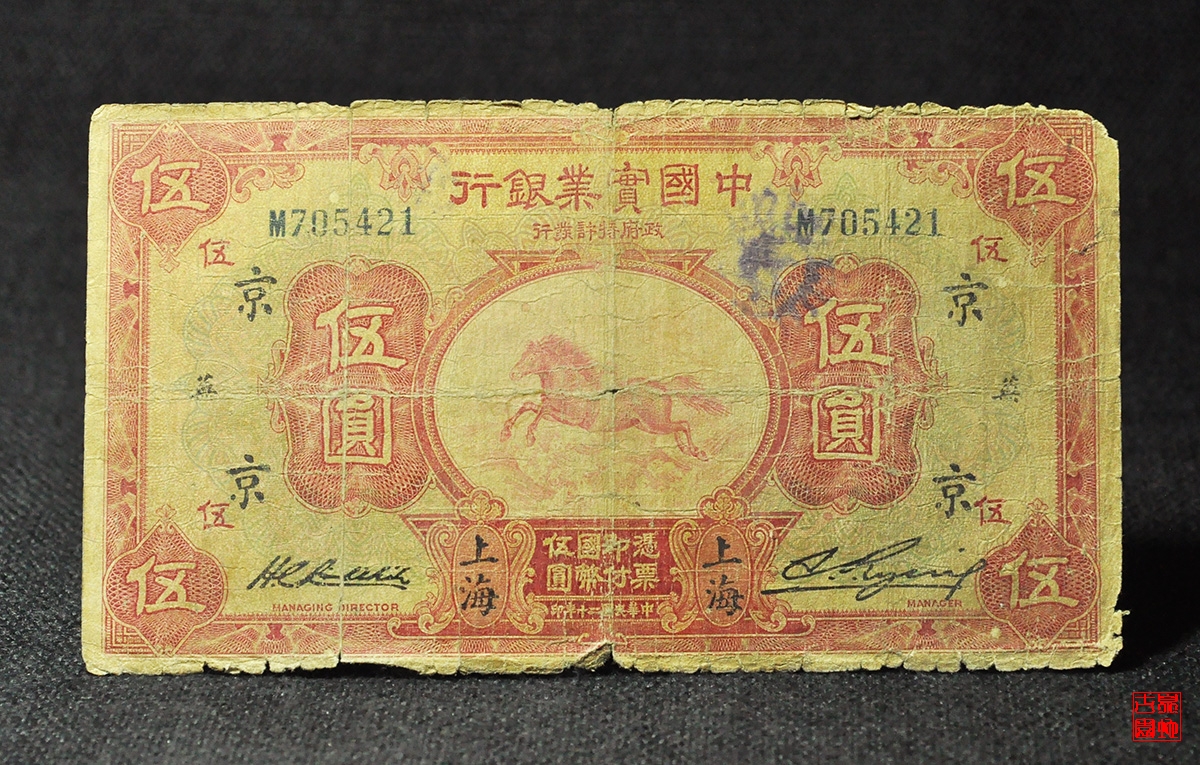 伍
伍
中國實業銀行
M705421
M705421
政府特許發行
伍
伍
京
京
伍圓
伍圓
京
京
伍
伍
上海
憑票即付國幣伍圓
上海
中華民國二十年印
MANAGING DIRECTOR
MANAGER
伍
伍